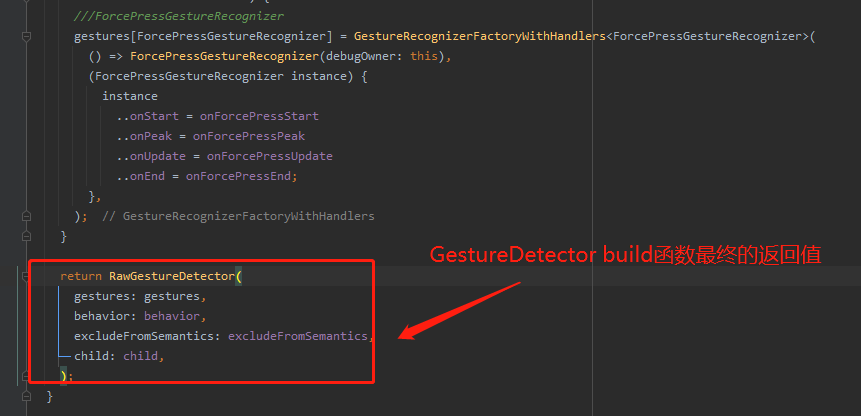 ///ForcePressGestureRecognizer
gestures[ForcePressGestureRecognizer] = GestureRecognizerFactoryWithHandlers<ForcePressGestureRecognizer>(
() => ForcePressGestureRecognizer(debugOwner: this),
(ForcePressGestureRecognizer instance) {
instance
..onStart = onForcePressStart
..onPeak = onForcePressPeak
..onUpdate = onForcePressUpdate
..onEnd = onForcePressEnd;
},
); // GestureRecognizerFactoryWithHandlers
}
GestureDetector build函数最终的返回值
return RawGestureDetector(
gestures: gestures,
behavior: behavior,
excludeFromSemantics: excludeFromSemantics,
child: child,
);
}